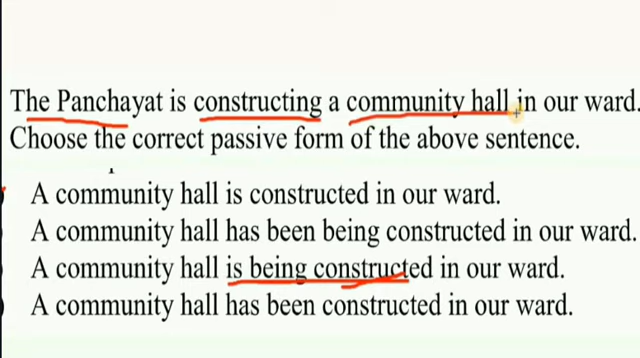 The Panchayat is constructing a community hall in our ward.
Choose the correct passive form of the above sentence.
A community hall is constructed in our ward.
A community hall has been being constructed in our ward.
A community hall is being constructed in our ward.
A community hall has been constructed in our ward.